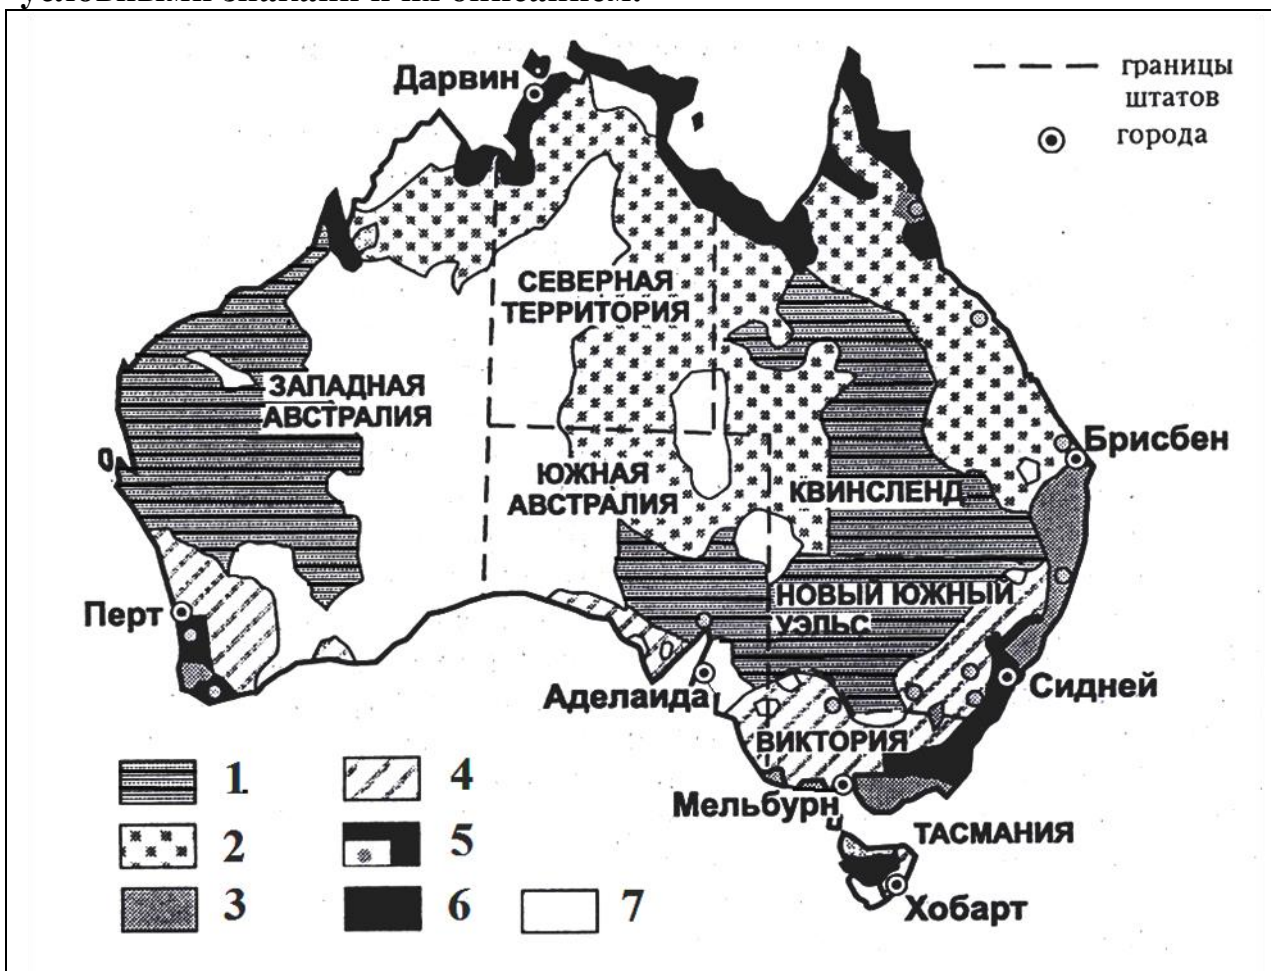 условными знаками и их описанием.
Дарвин
границы
штатов
города
СЕВЕРНАЯ
ТЕРРИТОРИЯ
ЗАПАДНАЯ
АВСТРАЛИЯ
Брисбен
ЮЖНАЯ
АВСТРАЛИЯ
КВИНСЛЕНД
НОВЫЙ ЮЖНЫЙ
УЭЛЬС
Перт
Аделаида
Сидней
ВИКТОРИЯ
Мельбурн
ТАСМАНИЯ
Хобарт
1
2
3
4
5
6
7